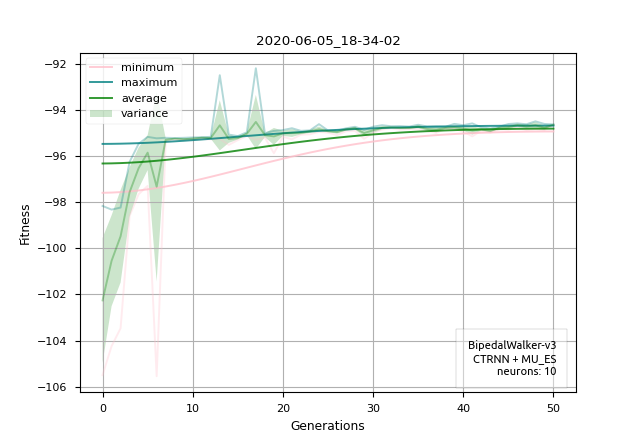 2020-06-05_18-34-02
−92
−94
−96
−98
−100
−102
−104
−106
Fitness
minimum
maximum
average
variance
BipedalWalker-v3
CTRNN + MU_ES
neurons: 10
0
10
20
30
40
50
Generations